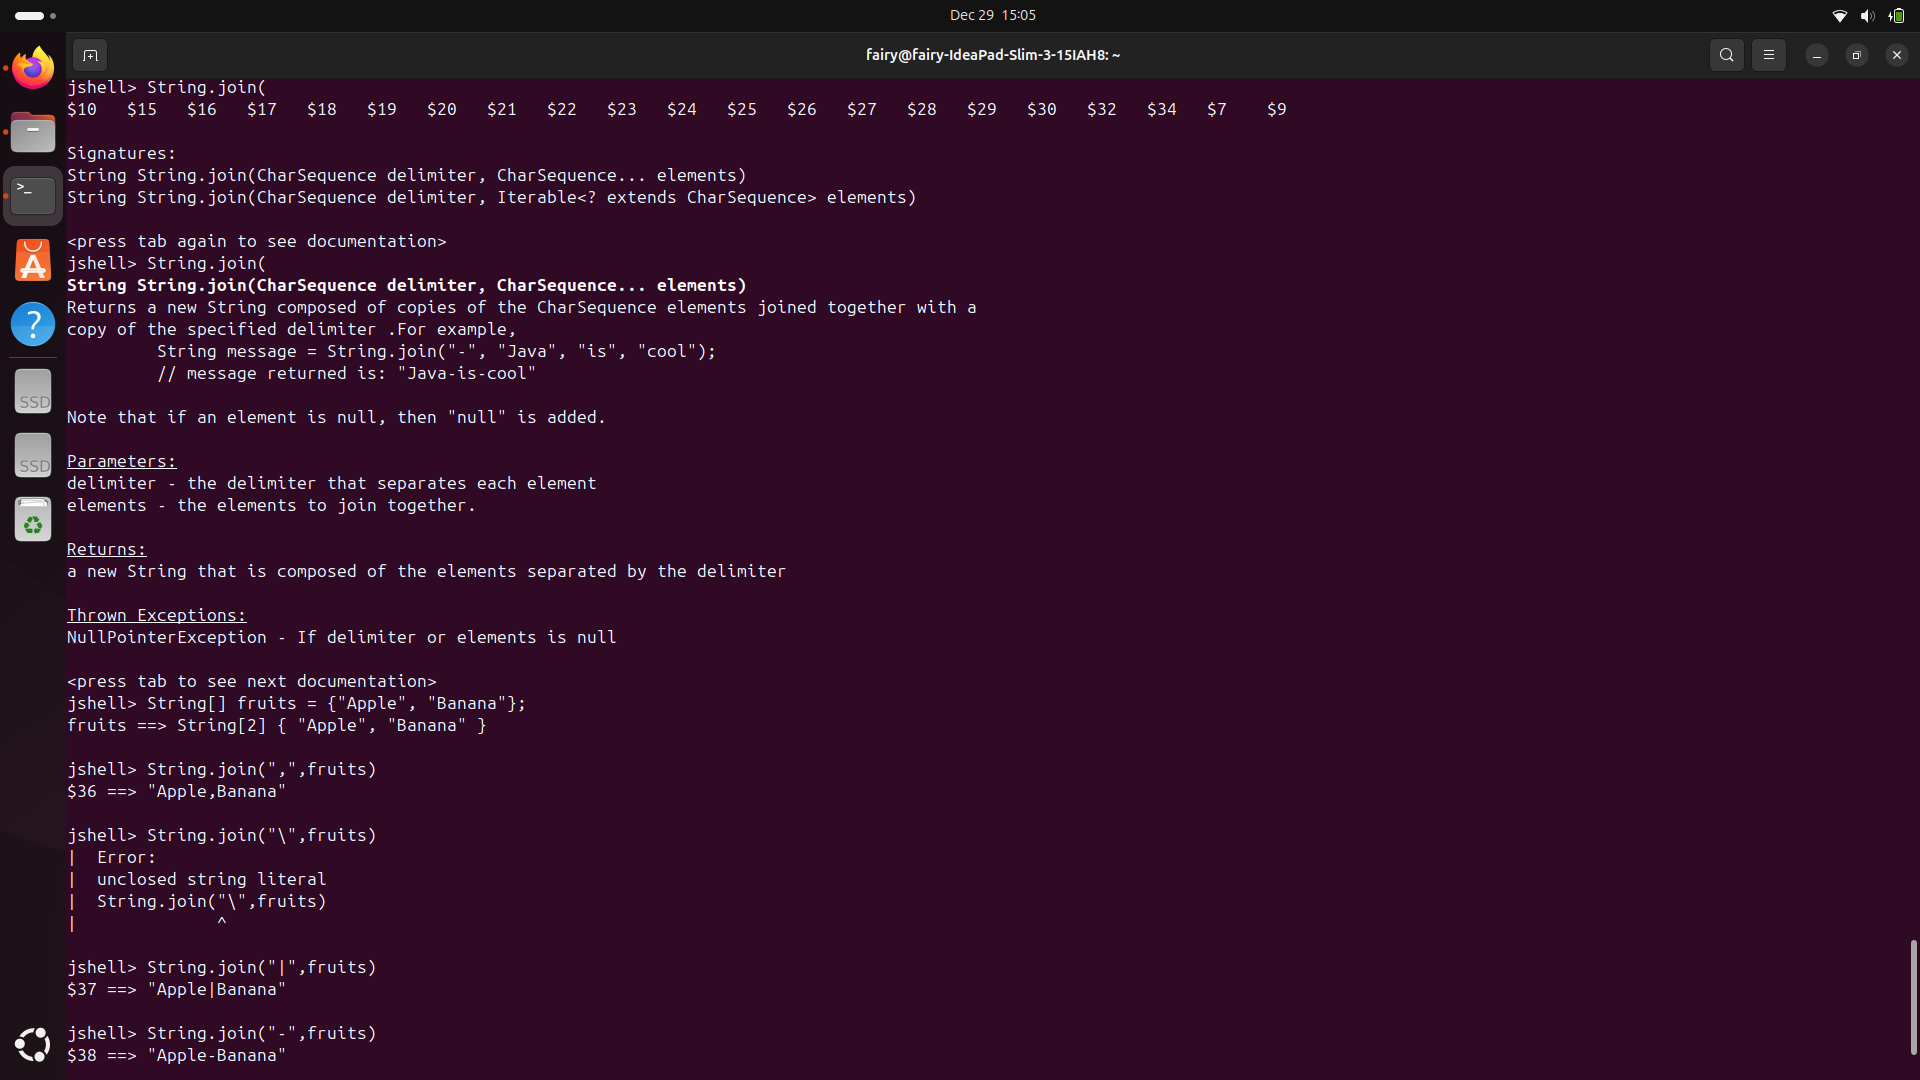 Dec 29 15:05
fairy@fairy-IdeaPad-Slim-3-15IAH8: ~
jshell> String.join(
$10   $15   $16   $17   $18   $19   $20   $21   $22   $23   $24   $25   $26   $27   $28   $29   $30   $32   $34   $7    $9
Signatures:
String String.join(CharSequence delimiter, CharSequence... elements)
String String.join(CharSequence delimiter, Iterable<? extends CharSequence> elements)
<press tab again to see documentation>
jshell> String.join(
String String.join(CharSequence delimiter, CharSequence... elements)
Returns a new String composed of copies of the CharSequence elements joined together with a
copy of the specified delimiter .For example,
         String message = String.join("-", "Java", "is", "cool");
         // message returned is: "Java-is-cool"
Note that if an element is null, then "null" is added.
Parameters:
delimiter - the delimiter that separates each element
elements - the elements to join together.
Returns:
a new String that is composed of the elements separated by the delimiter
Thrown Exceptions:
NullPointerException - If delimiter or elements is null
<press tab to see next documentation>
jshell> String[] fruits = {"Apple", "Banana"};
fruits ==> String[2] { "Apple", "Banana" }
jshell> String.join(",",fruits)
$36 ==> "Apple,Banana"
jshell> String.join("\",fruits)
|  Error:
|  unclosed string literal
|  String.join("\",fruits)
|              ^
jshell> String.join("|",fruits)
$37 ==> "Apple|Banana"
jshell> String.join("-",fruits)
$38 ==> "Apple-Banana"
>_
A
?
SSD
SSD